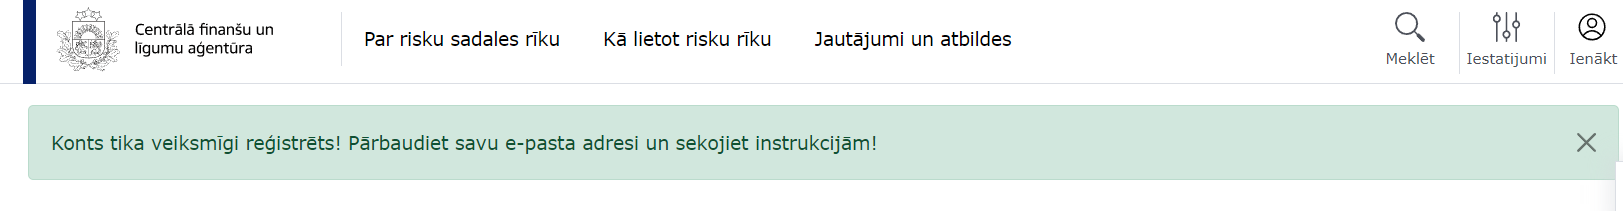 Centrālā finanšu un
līgumu aģentūra
Par risku sadales rīku
Kā lietot risku rīku
Jautājumi un atbildes
Meklēt
Iestatijumi
Ienākt
Konts tika veiksmīgi reģistrēts! Pārbaudiet savu e-pasta adresi un sekojiet instrukcijām!